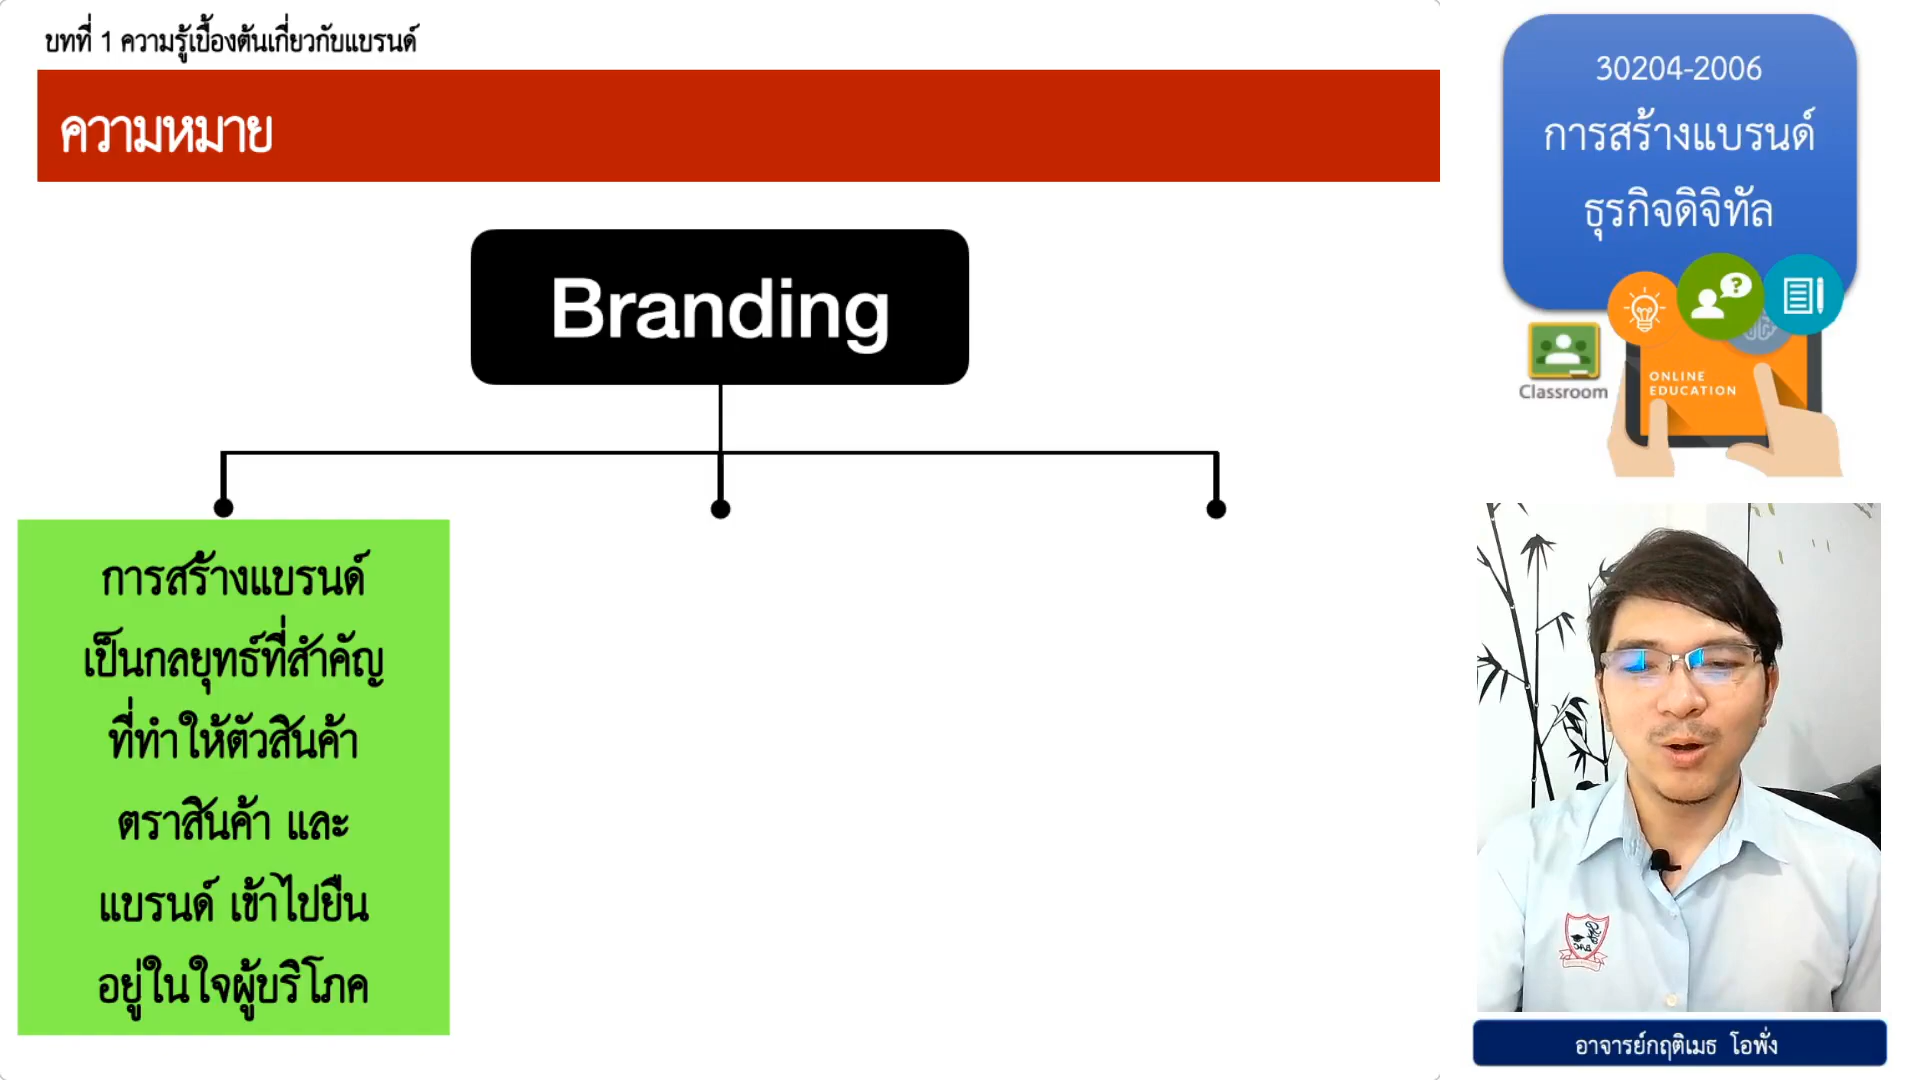 บทที่ 1 ความรู้เบื้องต้นเกี่ยวกับแบรนด์
ความหมาย
Branding
การสร้างแบรนด์
เป็นกลยุทธ์ที่สำคัญ
ที่ทำให้ตัวสินค้า
ตราสินค้า และ
แบรนด์ เข้าไปยืน
อยู่ในใจผู้บริโภค
30204-2006
การสร้างแบรนด์
ธุรกิจดิจิทัล
Classroom
ONLINE
EDUCATION
อาจารย์กฤติเมธ โอพั่ง